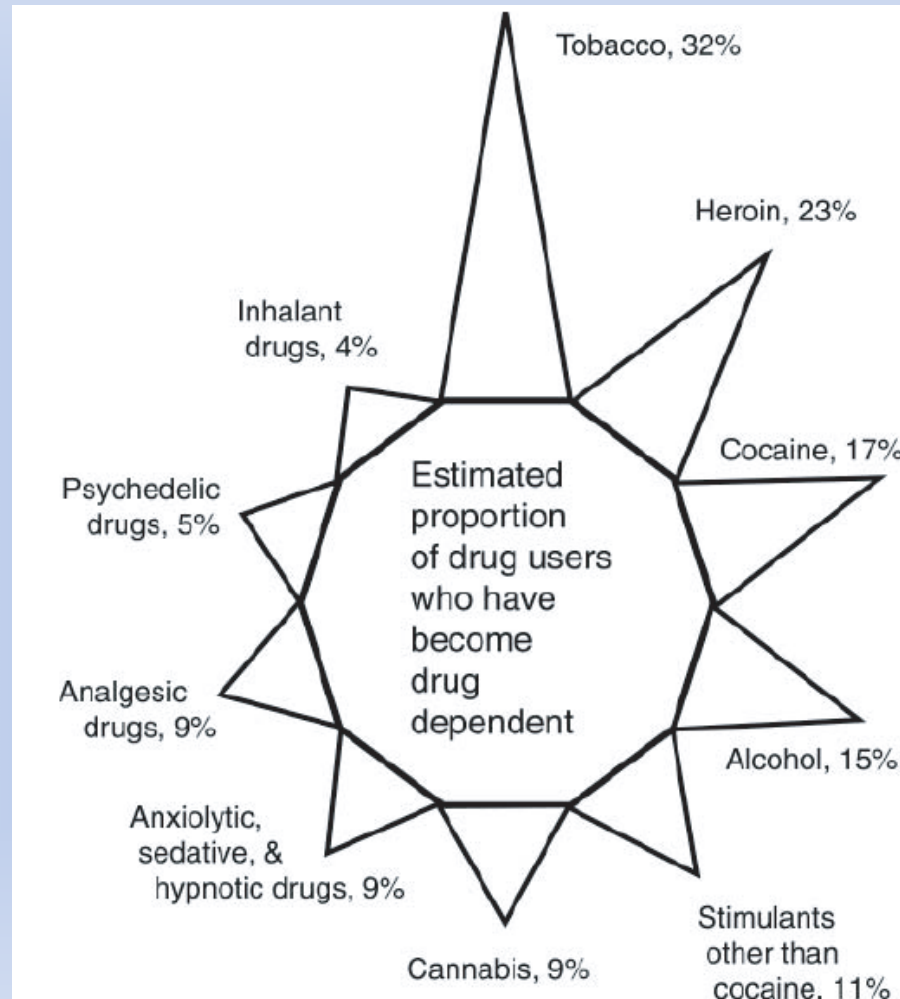 Tobacco, 32%
Heroin, 23%
Inhalant
drugs, 4%
Cocaine, 17%
Psychedelic
drugs, 5%
Estimated
proportion
of drug users
who have
become
drug
dependent
Analgesic
drugs, 9%
Alcohol, 15%
Anxiolytic,
sedative, &
hypnotic drugs, 9%
Stimulants
other than
cocaine, 11%
Cannabis, 9%